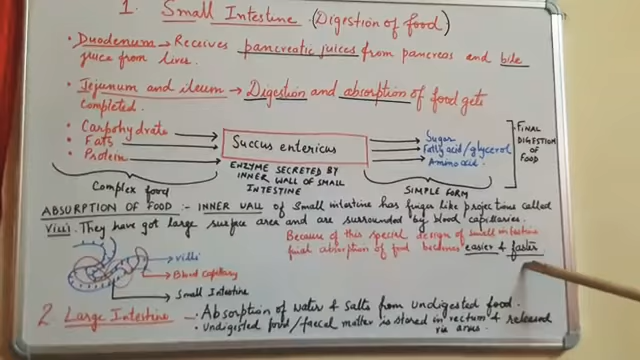 1. Small Intestine (Digestion of food)
• Duodenum → Receives pancreatic juices from pancreas and bile
juice from liver.
• Jejunum and ileum → Digestion and absorption of food gets
completed.
• Carbohydrate
• Fats
• Protein
Complex food
Succus entericus
ENZYME SECRETED BY
INNER WALL OF SMALL
INTESTINE
Sugar
Fatty acid/glycerol
Amino acid
SIMPLE FORM
FINAL
DIGESTION
OF
FOOD
ABSORPTION OF FOOD :- INNER WALL of Small intestine has finger like projections called
Villi. They have got large surface area and are surrounded by blood capillaries.
Because of this special design of small intestine
final absorption of food becomes easier & faster
Villi
Blood Capillary
Small Intestine
2. Large Intestine - • Absorption of water & salts from undigested food.
• Undigested food/faecal matter is stored in rectum & released
via anus.